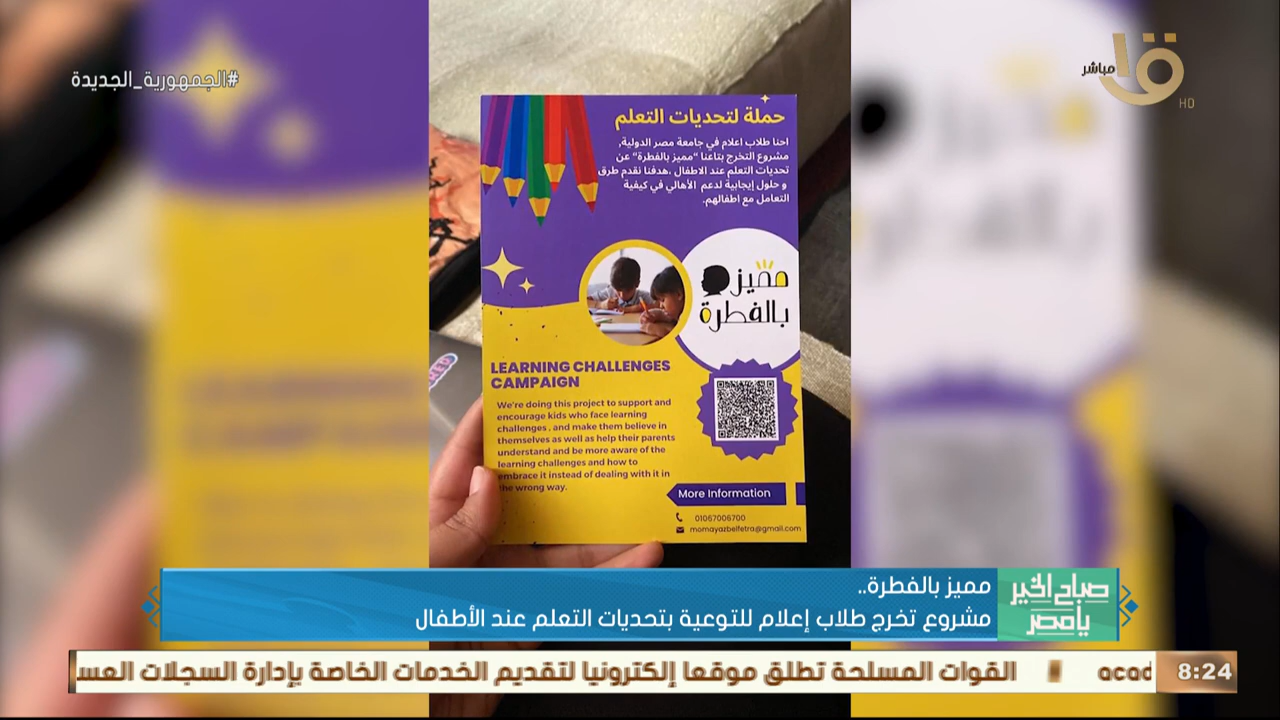 #الجمهورية_الجديدة
مباشر
HD
حملة لتحديات التعلم
احنا طلاب اعلام في جامعة مصر الدولية,
مشروع التخرج بتاعنا "مميز بالفطرة" عن
تحديات التعلم عند الاطفال ,هدفنا نقدم طرق
و حلول إيجابية لدعم الأهالي في كيفية
التعامل مع اطفالهم.
مميز
بالفطرة
LEARNING CHALLENGES
CAMPAIGN
We're doing this project to support and
encourage kids who face learning
challenges , and make them believe in
themselves as well as help their parents
understand and be more aware of the
learning challenges and how to
embrace it instead of dealing with it in
the wrong way.
More Information
01067006700
momayazbelfetra@gmail.com
صباح الخير
يا مصر
مميز بالفطرة..
مشروع تخرج طلاب إعلام للتوعية بتحديات التعلم عند الأطفال
القوات المسلحة تطلق موقعا إلكترونيا لتقديم الخدمات الخاصة بإدارة السجلات العس
acad
8:24